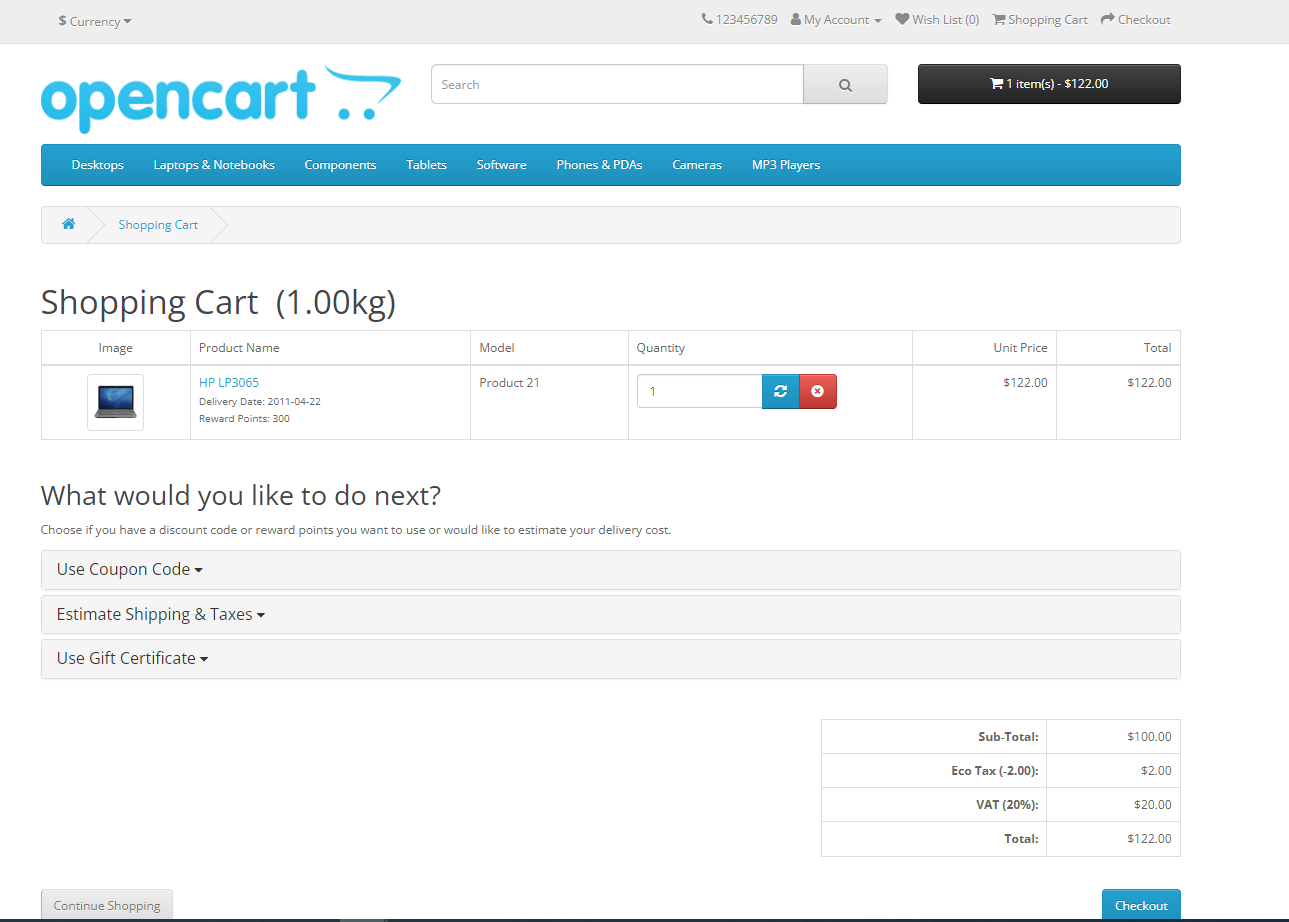 $ Currency
123456789 My Account Wish List (0) Shopping Cart Checkout
opencart
Search
1 item(s) - $122.00
Desktops Laptops & Notebooks Components Tablets Software Phones & PDAs Cameras MP3 Players
Shopping Cart
Shopping Cart (1.00kg)
Image Product Name Model Quantity Unit Price Total
HP LP3065 Product 21 1 $122.00 $122.00
Delivery Date: 2011-04-22
Reward Points: 300
What would you like to do next?
Choose if you have a discount code or reward points you want to use or would like to estimate your delivery cost.
Use Coupon Code
Estimate Shipping & Taxes
Use Gift Certificate
Sub-Total: $100.00
Eco Tax (-2.00): $2.00
VAT (20%): $20.00
Total: $122.00
Continue Shopping Checkout